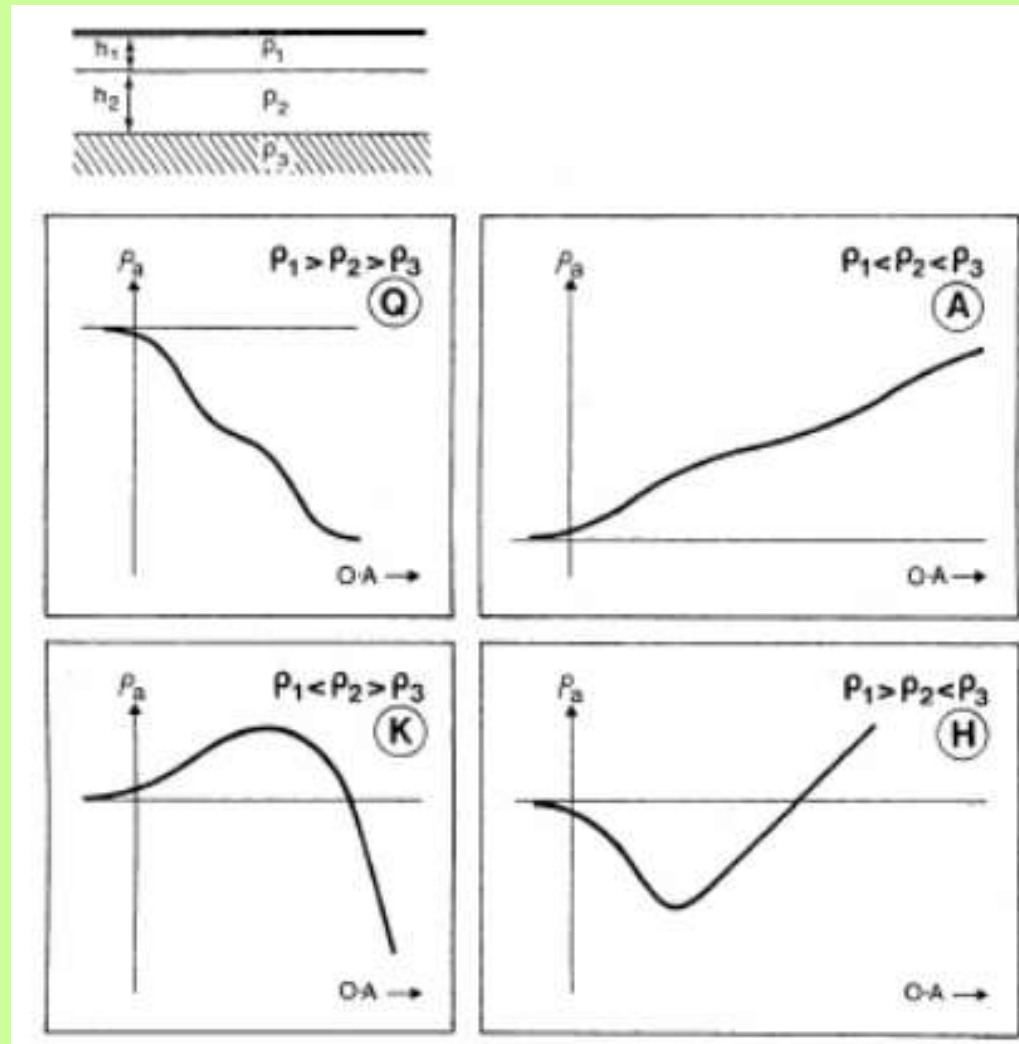 h₁ ρ₁
h₂ ρ₂
ρ₃
ρₐ ρ₁>ρ₂>ρ₃
Q
O·A →
ρₐ ρ₁<ρ₂<ρ₃
A
O·A →
ρₐ ρ₁<ρ₂>ρ₃
K
O·A →
ρₐ ρ₁>ρ₂<ρ₃
H
O·A →